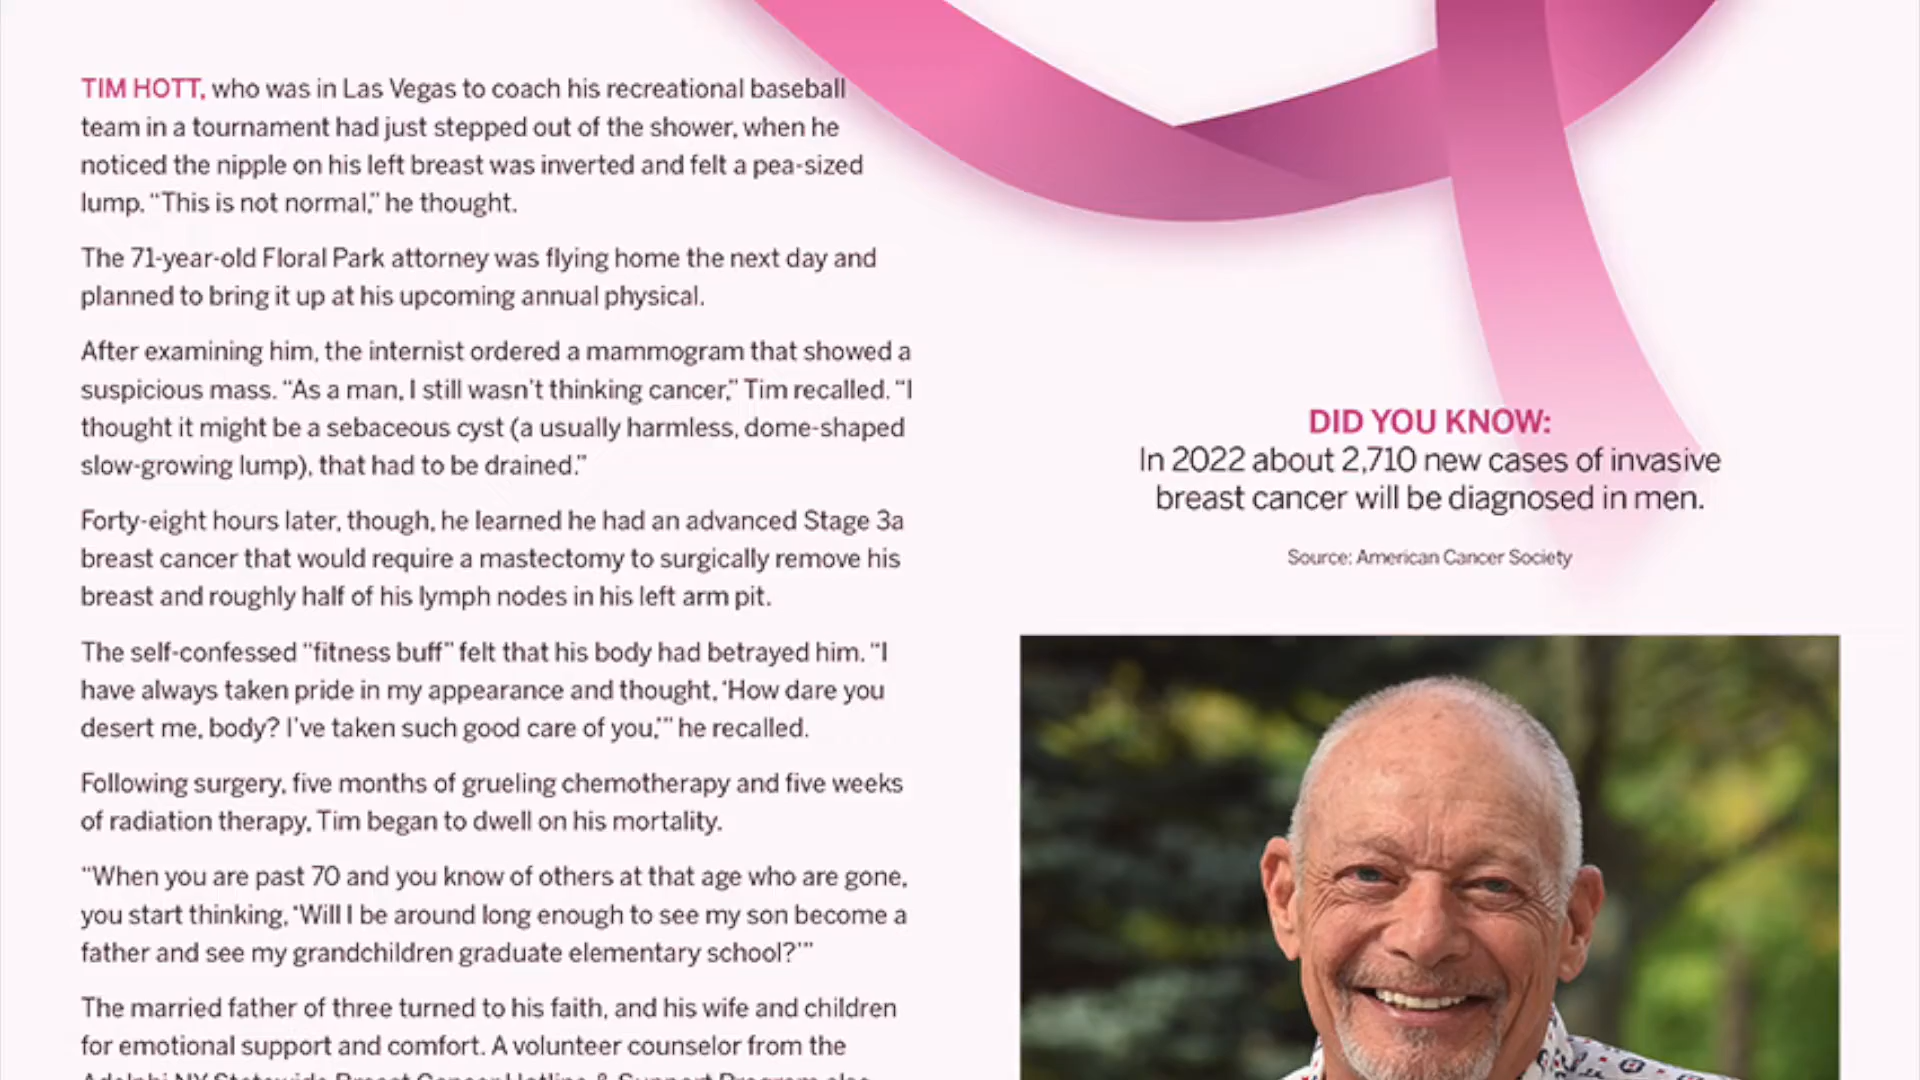 TIM HOTT, who was in Las Vegas to coach his recreational baseball
team in a tournament had just stepped out of the shower, when he
noticed the nipple on his left breast was inverted and felt a pea-sized
lump. “This is not normal,” he thought.
The 71-year-old Floral Park attorney was flying home the next day and
planned to bring it up at his upcoming annual physical.
After examining him, the internist ordered a mammogram that showed a
suspicious mass. “As a man, I still wasn’t thinking cancer,” Tim recalled. “I
thought it might be a sebaceous cyst (a usually harmless, dome-shaped
slow-growing lump), that had to be drained.”
Forty-eight hours later, though, he learned he had an advanced Stage 3a
breast cancer that would require a mastectomy to surgically remove his
breast and roughly half of his lymph nodes in his left arm pit.
The self-confessed “fitness buff” felt that his body had betrayed him. “I
have always taken pride in my appearance and thought, ‘How dare you
desert me, body? I’ve taken such good care of you,’” he recalled.
Following surgery, five months of grueling chemotherapy and five weeks
of radiation therapy, Tim began to dwell on his mortality.
“When you are past 70 and you know of others at that age who are gone,
you start thinking, ‘Will I be around long enough to see my son become a
father and see my grandchildren graduate elementary school?’”
The married father of three turned to his faith, and his wife and children
for emotional support and comfort. A volunteer counselor from the
Adelphi NY Statewide Breast Cancer Hotline & Support Program also
DID YOU KNOW:
In 2022 about 2,710 new cases of invasive
breast cancer will be diagnosed in men.
Source: American Cancer Society